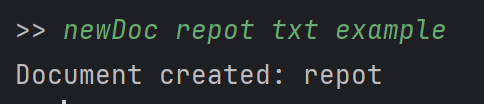 >> newDoc repot txt example
Document created: repot